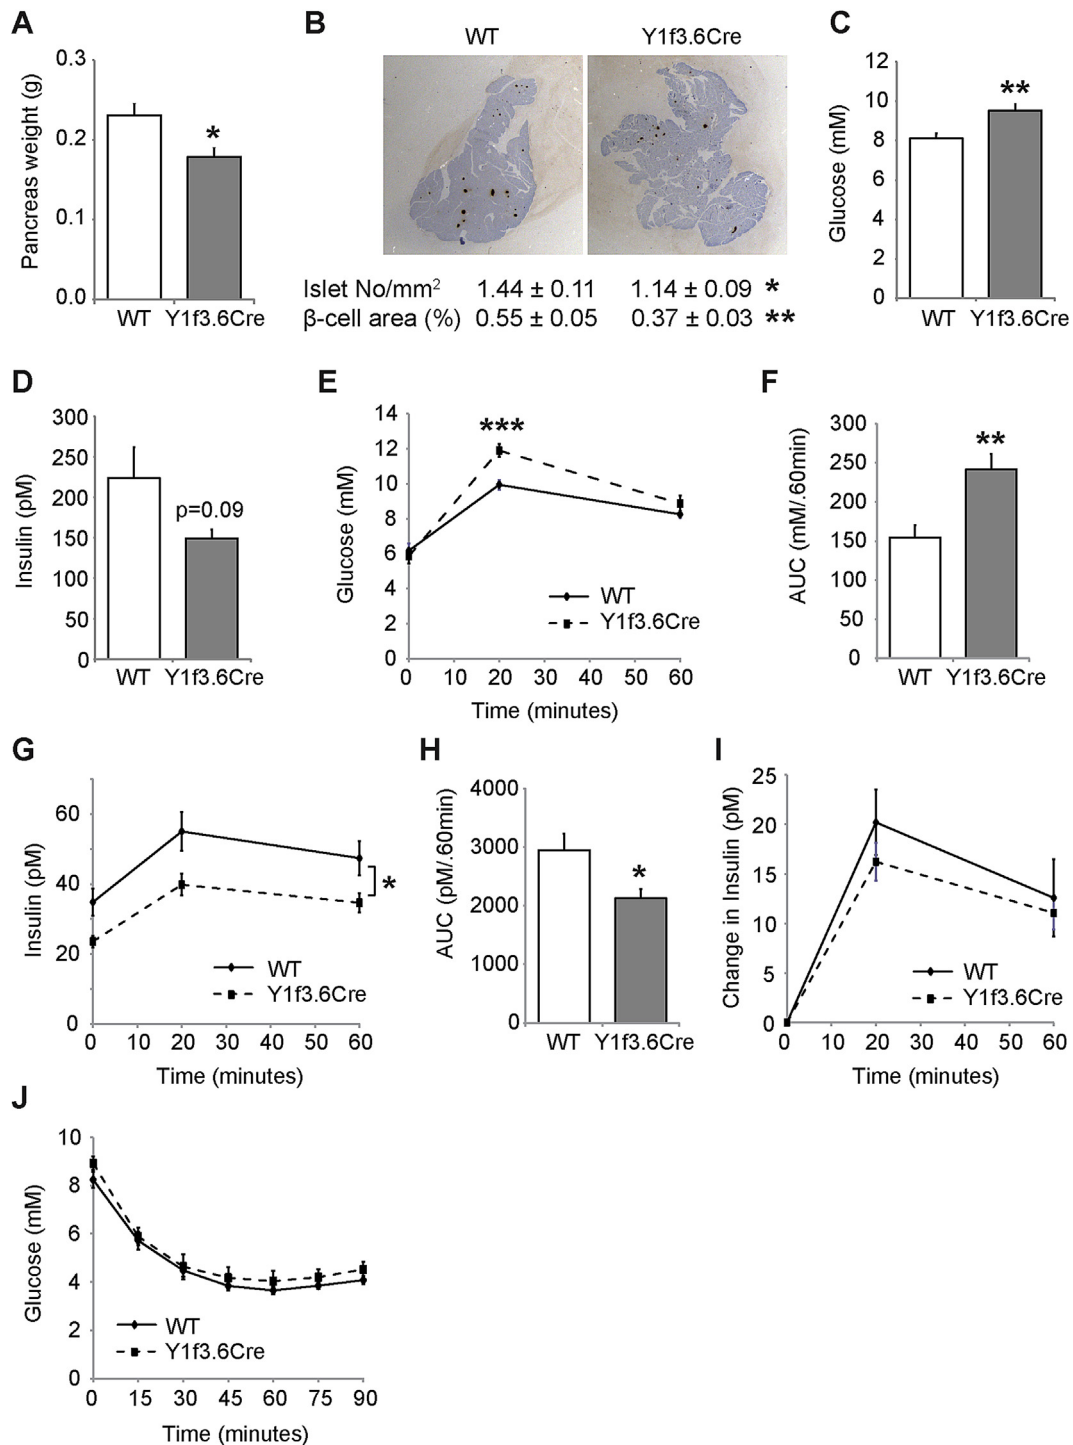 A
Pancreas weight (g)
0.3
0.2
0.1
0.0
*
WT Y1f3.6Cre
B
WT Y1f3.6Cre
Islet No/mm² 1.44 ± 0.11 1.14 ± 0.09 *
β-cell area (%) 0.55 ± 0.05 0.37 ± 0.03 **
C
Glucose (mM)
12
10
8
6
4
2
0
**
WT Y1f3.6Cre
D
Insulin (pM)
300
250
200
150
100
50
0
p=0.09
WT Y1f3.6Cre
E
Glucose (mM)
14
12
10
8
6
4
2
0
***
WT
Y1f3.6Cre
0 10 20 30 40 50 60
Time (minutes)
F
AUC (mM/.60min)
300
250
200
150
100
50
0
**
WT Y1f3.6Cre
G
Insulin (pM)
60
40
20
0
*
WT
Y1f3.6Cre
0 10 20 30 40 50 60
Time (minutes)
H
AUC (pM/.60min)
4000
3000
2000
1000
0
*
WT Y1f3.6Cre
I
Change in Insulin (pM)
25
20
15
10
5
0
WT
Y1f3.6Cre
0 10 20 30 40 50 60
Time (minutes)
J
Glucose (mM)
10
8
6
4
2
0
WT
Y1f3.6Cre
0 15 30 45 60 75 90
Time (minutes)